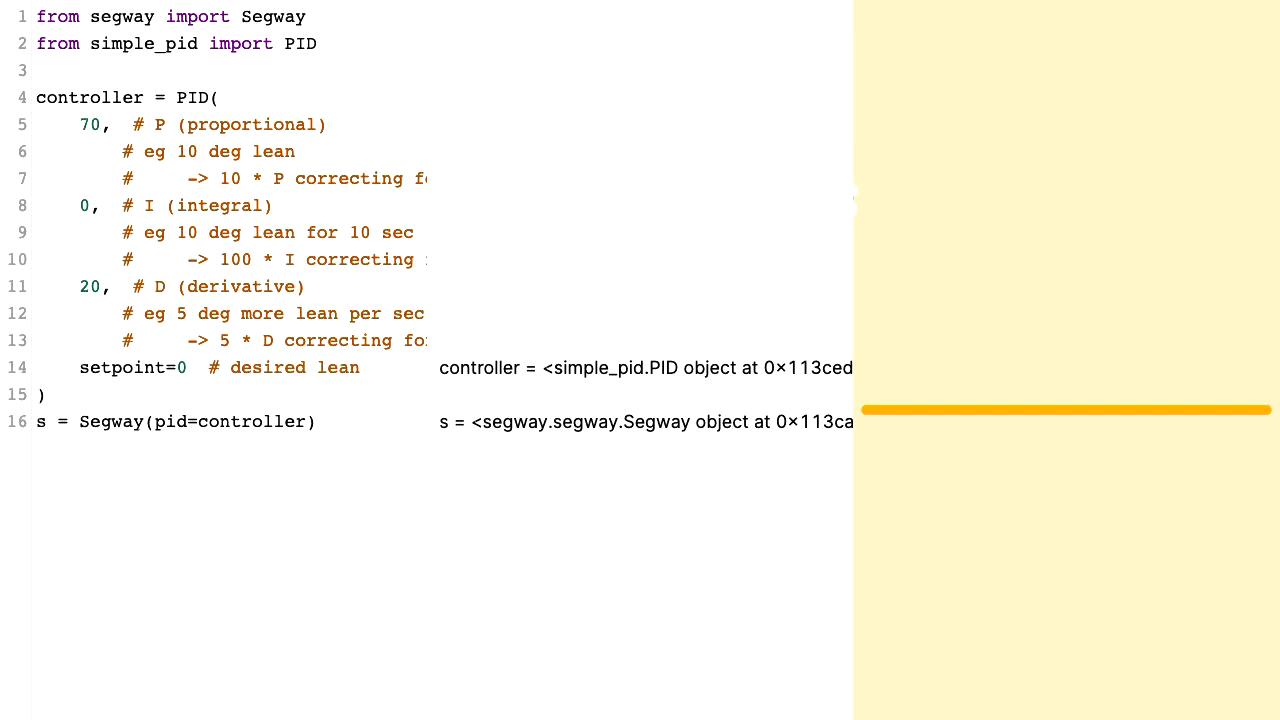 1 from segway import Segway
2 from simple_pid import PID
3
4 controller = PID(
5 70, # P (proportional)
6 # eg 10 deg lean
7 # -> 10 * P correcting
8 0, # I (integral)
9 # eg 10 deg lean for 10 sec
10 # -> 100 * I correcting
11 20, # D (derivative)
12 # eg 5 deg more lean per sec
13 # -> 5 * D correcting
14 setpoint=0 # desired lean controller = <simple_pid.PID object at 0x113ced
15 )
16 s = Segway(pid=controller) s = <segway.segway.Segway object at 0x113ca